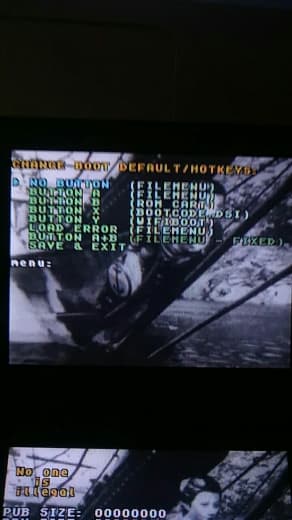 CHANGE BOOT DEFAULT/HOTKEYS:
▶ NO BUTTON (FILEMENU)
BUTTON A (FILEMENU)
BUTTON B (ROM CART)
BUTTON X (BOOTCODE.DSI)
BUTTON Y (WIFIBOOT)
LOAD ERROR (FILEMENU)
BUTTON A+B (FILEMENU - FIXED)
SAVE & EXIT
menu:
No one
is
illegal
PUB SIZE: 00000000